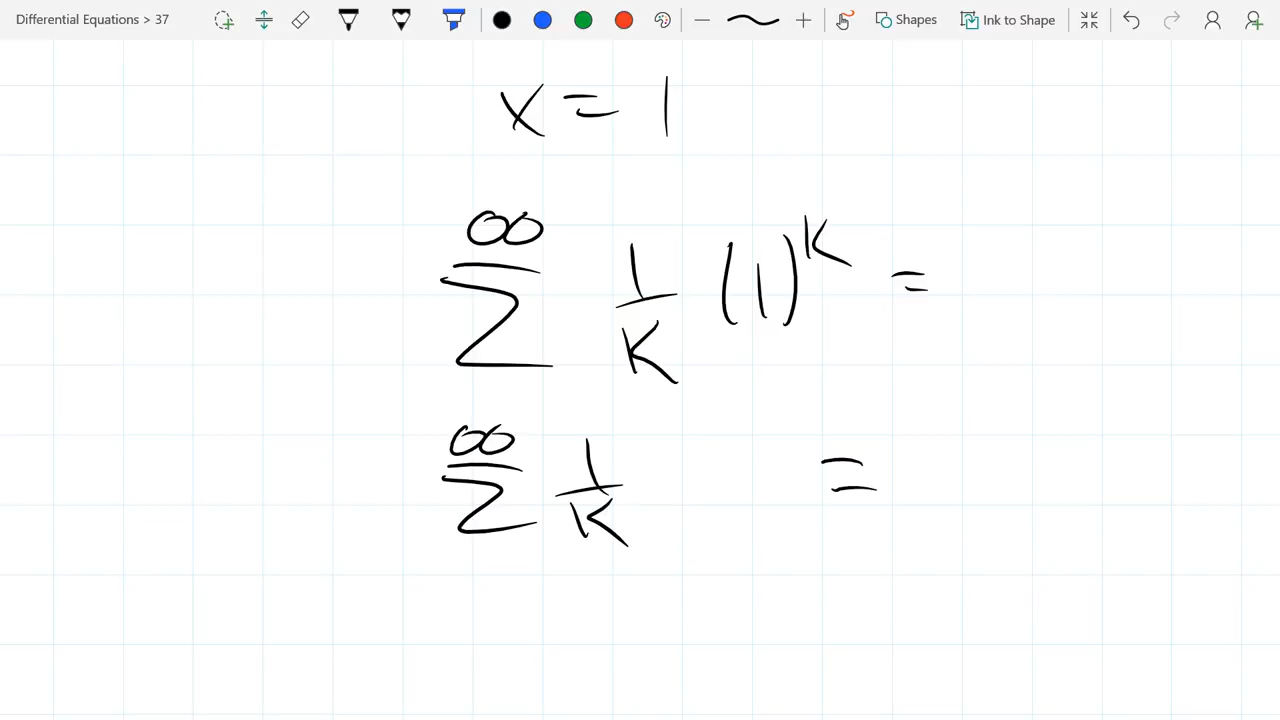 Differential Equations > 37
Shapes
Ink to Shape
x = 1
∞
Σ 1/K (1)^K =
∞
Σ 1/K =